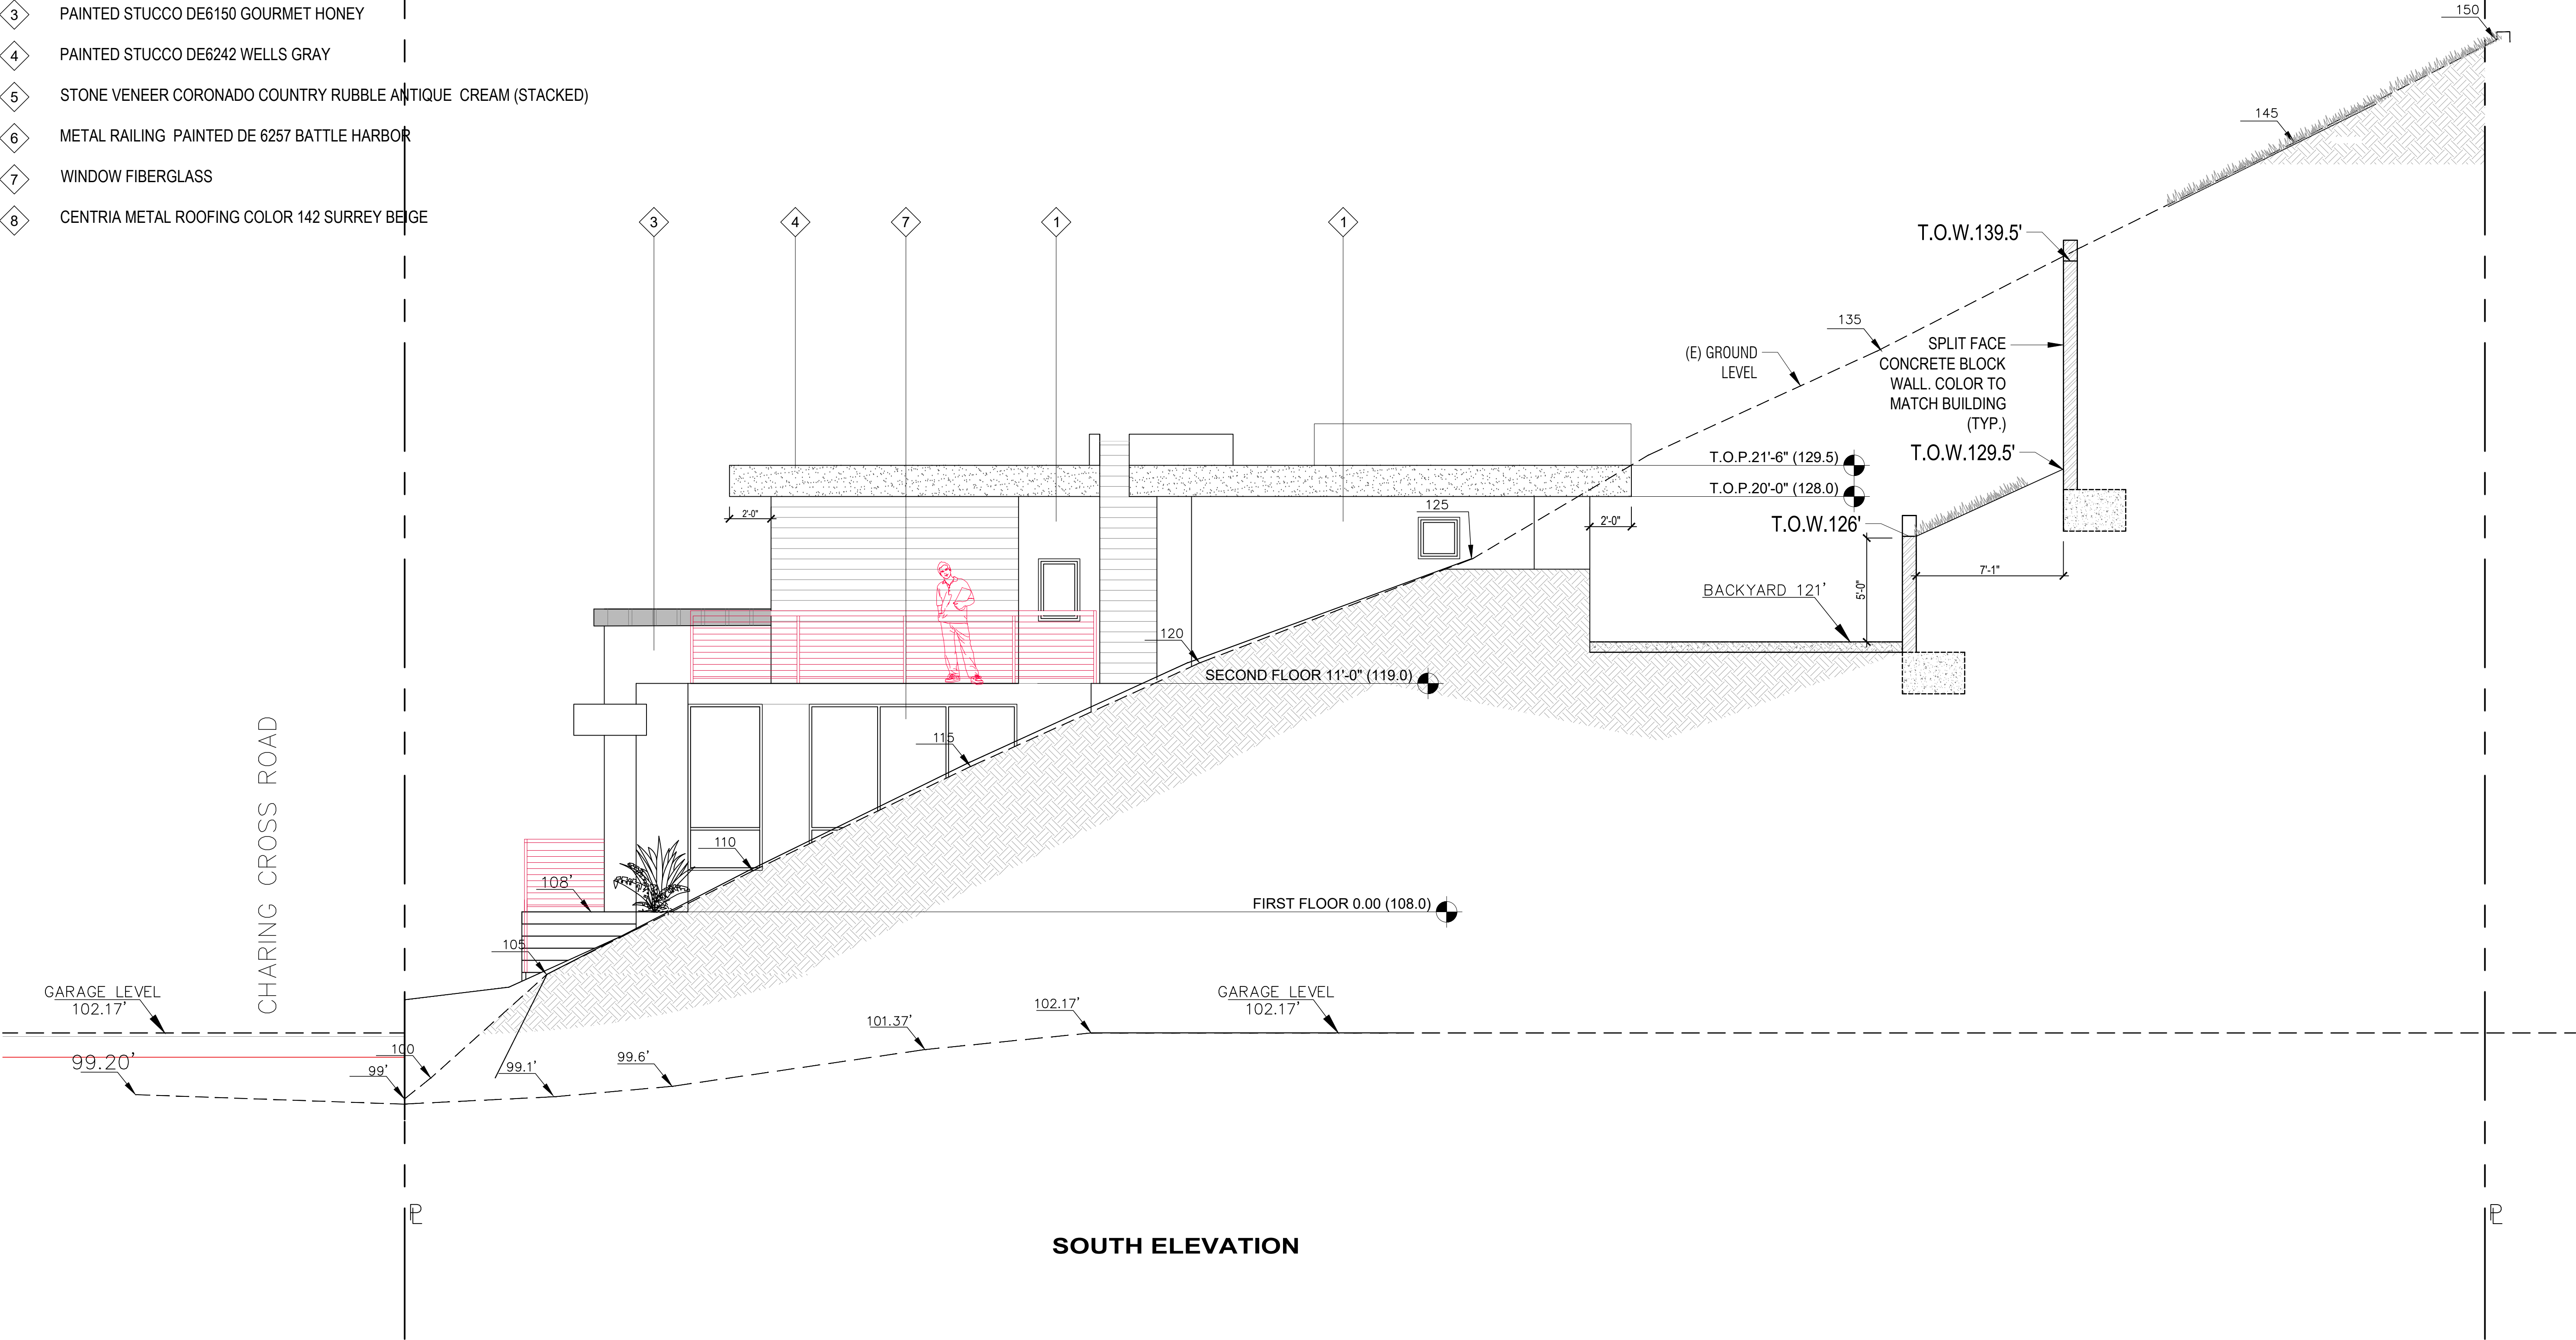 3 PAINTED STUCCO DE6150 GOURMET HONEY
4 PAINTED STUCCO DE6242 WELLS GRAY
5 STONE VENEER CORONADO COUNTRY RUBBLE ANTIQUE CREAM (STACKED)
6 METAL RAILING PAINTED DE 6257 BATTLE HARBOR
7 WINDOW FIBERGLASS
8 CENTRIA METAL ROOFING COLOR 142 SURREY BEIGE
3 4 7 1 1
150
145
T.O.W.139.5'
135
(E) GROUND
LEVEL
SPLIT FACE
CONCRETE BLOCK
WALL. COLOR TO
MATCH BUILDING
(TYP.)
T.O.W.129.5'
T.O.P.21'-6" (129.5)
T.O.P.20'-0" (128.0)
125
2'-0"
2'-0"
T.O.W.126'
7'-1"
5'-0"
BACKYARD 121'
120
SECOND FLOOR 11'-0" (119.0)
115
110
108'
FIRST FLOOR 0.00 (108.0)
105
CHARING CROSS ROAD
GARAGE LEVEL
102.17'
GARAGE LEVEL
102.17'
102.17'
101.37'
100
99.20'
99'
99.1'
99.6'
PL
PL
SOUTH ELEVATION